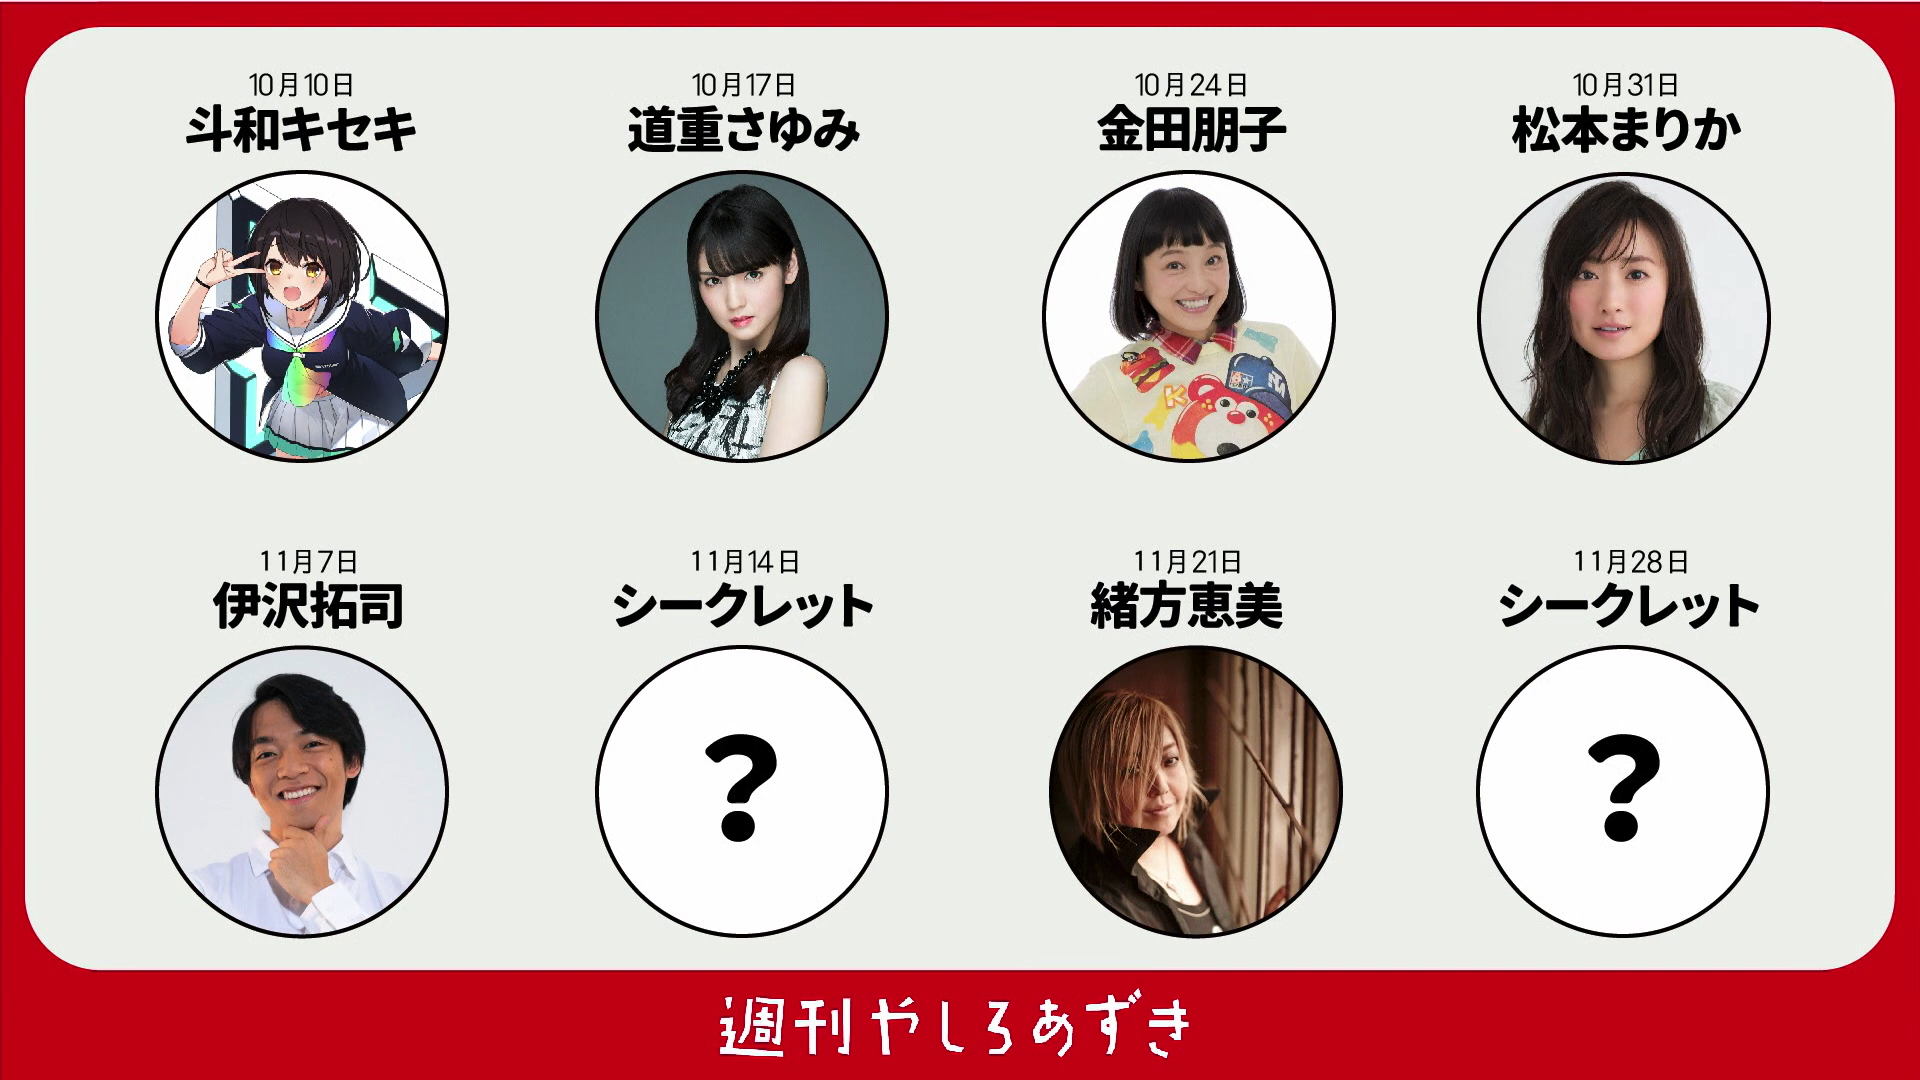 10月10日
斗和キセキ
10月17日
道重さゆみ
10月24日
金田朋子
10月31日
松本まりか
11月7日
伊沢拓司
11月14日
シークレット
?
11月21日
緒方恵美
11月28日
シークレット
?
週刊やしろあずき